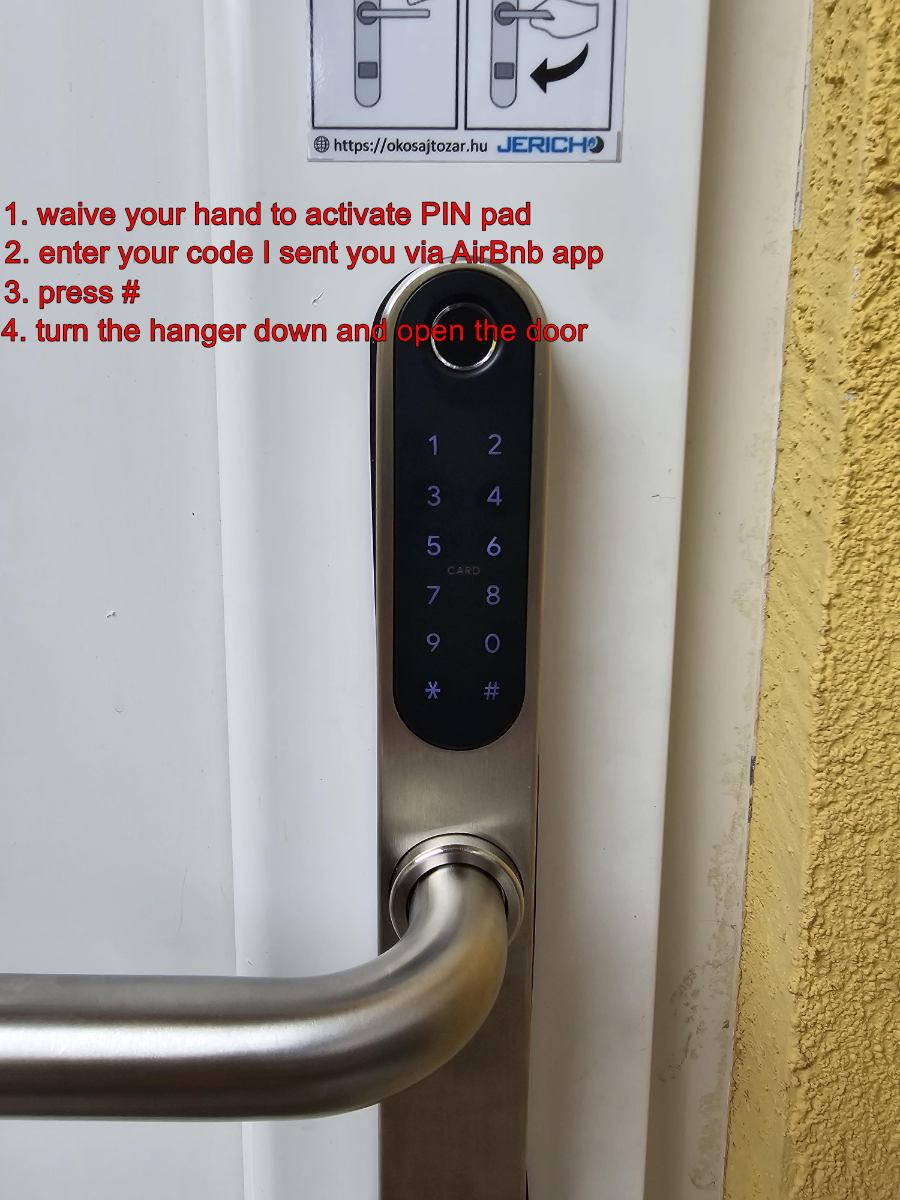 https://okosajtozar.hu JERICHO
1. waive your hand to activate PIN pad
2. enter your code I sent you via AirBnb app
3. press #
4. turn the hanger down and open the door
1 2
3 4
5 6
CARD
7 8
9 0
* #